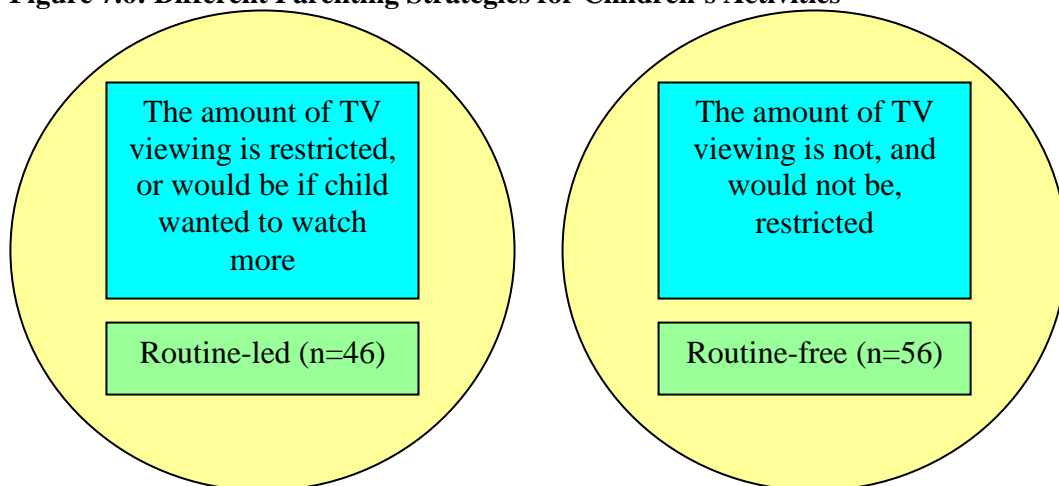 Figure 7.6: Different Parenting Strategies for Children's Activities
The amount of TV
viewing is restricted,
or would be if child
wanted to watch
more
Routine-led (n=46)
The amount of TV
viewing is not, and
would not be,
restricted
Routine-free (n=56)